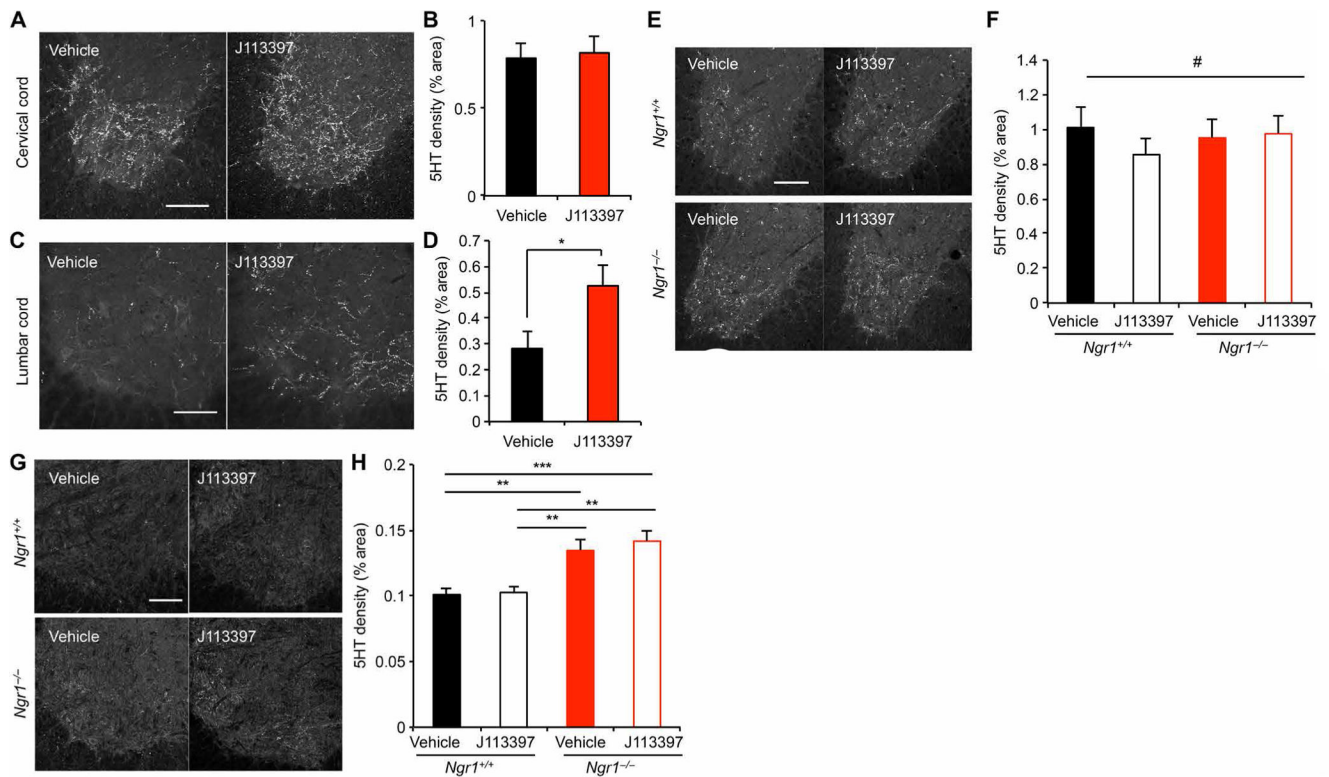 A
Cervical cord
Vehicle
J113397
B
5HT density (% area)
1
0.5
0
Vehicle
J113397
C
Lumbar cord
Vehicle
J113397
D
5HT density (% area)
0.7
0.6
0.5
0.4
0.3
0.2
0.1
0
*
Vehicle
J113397
E
Ngr1+/+
Vehicle
J113397
Ngr1–/–
Vehicle
J113397
F
5HT density (% area)
1.4
1.2
1
0.8
0.6
0.4
0.2
0
#
Vehicle
J113397
Vehicle
J113397
Ngr1+/+
Ngr1–/–
G
Ngr1+/+
Vehicle
J113397
Ngr1–/–
Vehicle
J113397
H
5HT density (% area)
0.2
0.15
0.1
0.05
0
***
**
**
**
Vehicle
J113397
Vehicle
J113397
Ngr1+/+
Ngr1–/–